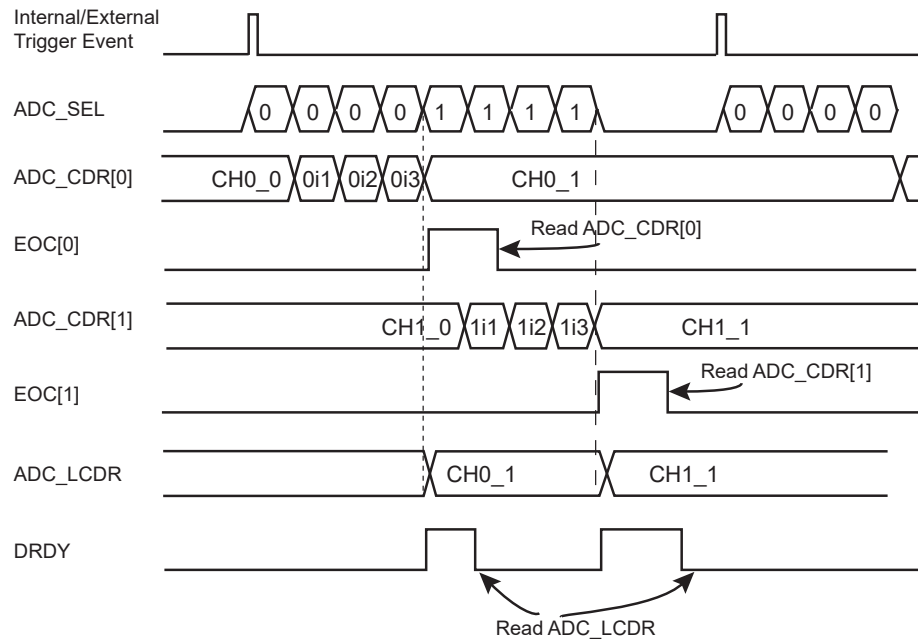 Internal/External
Trigger Event
ADC_SEL
0 0 0 0 1 1 1 1 0 0 0 0
ADC_CDR[0]
CH0_0 0i1 0i2 0i3 CH0_1
EOC[0]
Read ADC_CDR[0]
ADC_CDR[1]
CH1_0 1i1 1i2 1i3 CH1_1
EOC[1]
Read ADC_CDR[1]
ADC_LCDR
CH0_1 CH1_1
DRDY
Read ADC_LCDR